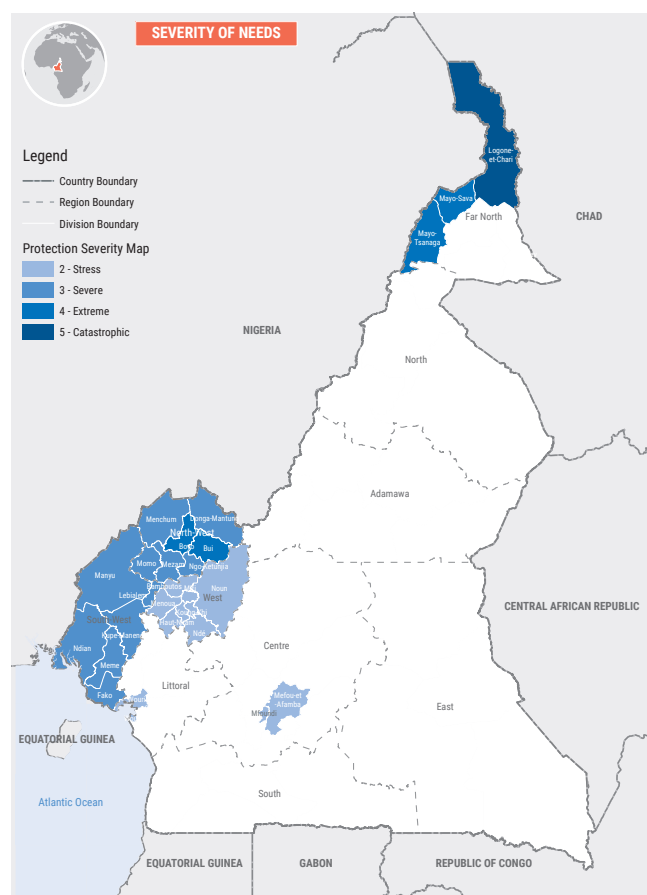 SEVERITY OF NEEDS
Legend
Country Boundary
Region Boundary
Division Boundary
Protection Severity Map
2 - Stress
3 - Severe
4 - Extreme
5 - Catastrophic
Logone-
et-Chari
Mayo-Sava
Far North
Mayo-
Tsanaga
CHAD
NIGERIA
North
Adamawa
Menchum
Donga-Mantung
North-West
Boyo
Bui
Momo
Mezam
Ngo-Ketunjia
Manyu
Lebialem
Bamboutos
Noun
West
Menoua
Haut-Nkam
Nde
South-West
Kupe-Manenguba
Ndian
Meme
Fako
Wouri
Littoral
Centre
Mefou-et
-Afamba
Mfoundi
East
CENTRAL AFRICAN REPUBLIC
EQUATORIAL GUINEA
Atlantic Ocean
South
EQUATORIAL GUINEA
GABON
REPUBLIC OF CONGO